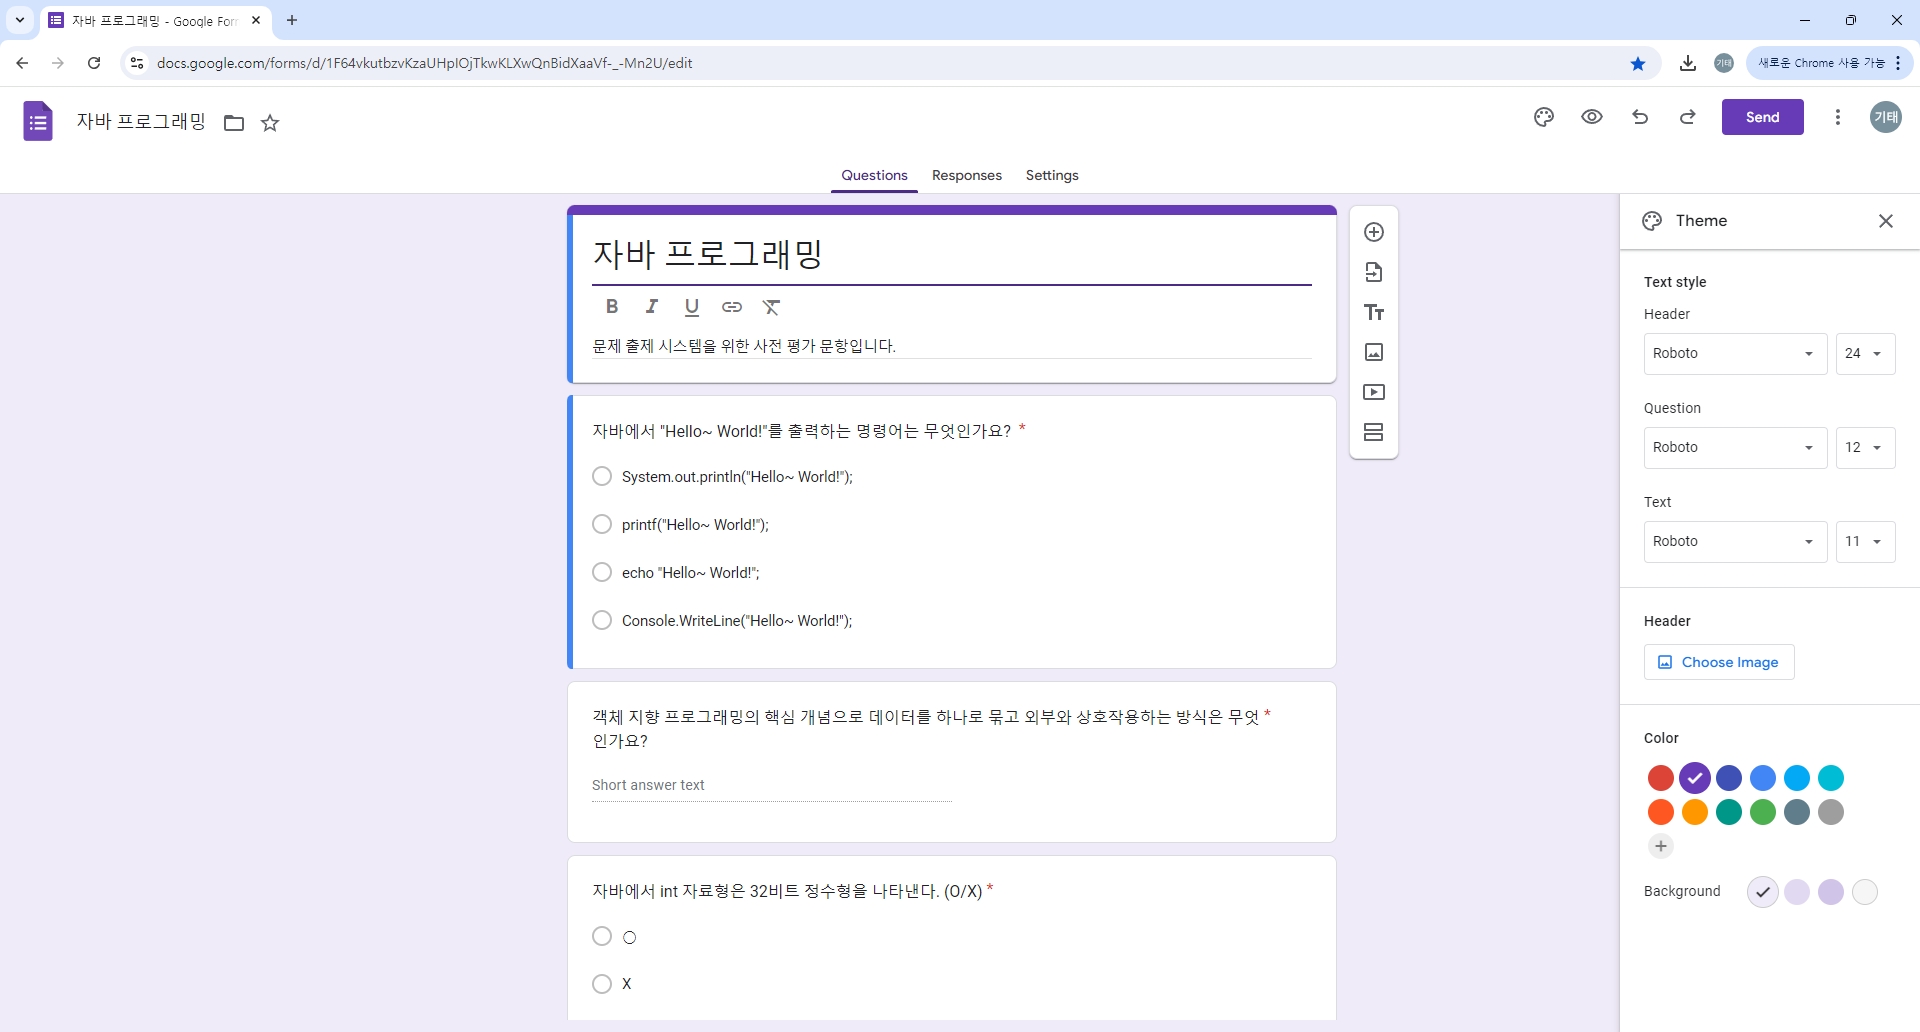 자바 프로그래밍 - Google For
docs.google.com/forms/d/1F64vkutbzvKzaUHpIOjTkwKLXwQnBidXaaVf-_-Mn2U/edit
기태
새로운 Chrome 사용 가능
자바 프로그래밍
Send
기태
Questions
Responses
Settings
자바 프로그래밍
B I U
문제 출제 시스템을 위한 사전 평가 문항입니다.
자바에서 "Hello~ World!"를 출력하는 명령어는 무엇인가요? *
System.out.println("Hello~ World!");
printf("Hello~ World!");
echo "Hello~ World!";
Console.WriteLine("Hello~ World!");
객체 지향 프로그래밍의 핵심 개념으로 데이터를 하나로 묶고 외부와 상호작용하는 방식은 무엇 *
인가요?
Short answer text
자바에서 int 자료형은 32비트 정수형을 나타낸다. (O/X) *
○
X
Tт
Theme
Text style
Header
Roboto
24
Question
Roboto
12
Text
Roboto
11
Header
Choose Image
Color
Background